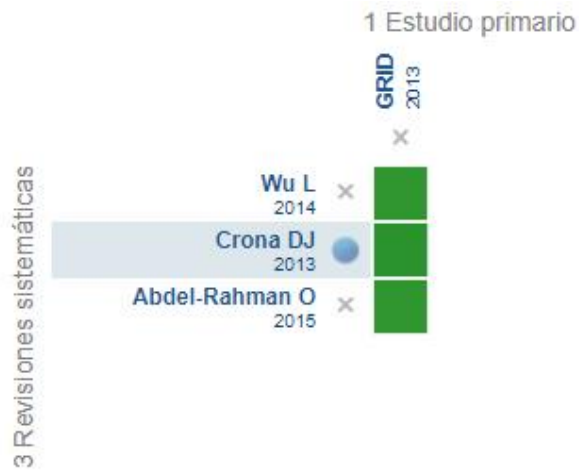 1 Estudio primario
GRID
2013
3 Revisiones sistemáticas
Wu L
2014
Crona DJ
2013
Abdel-Rahman O
2015